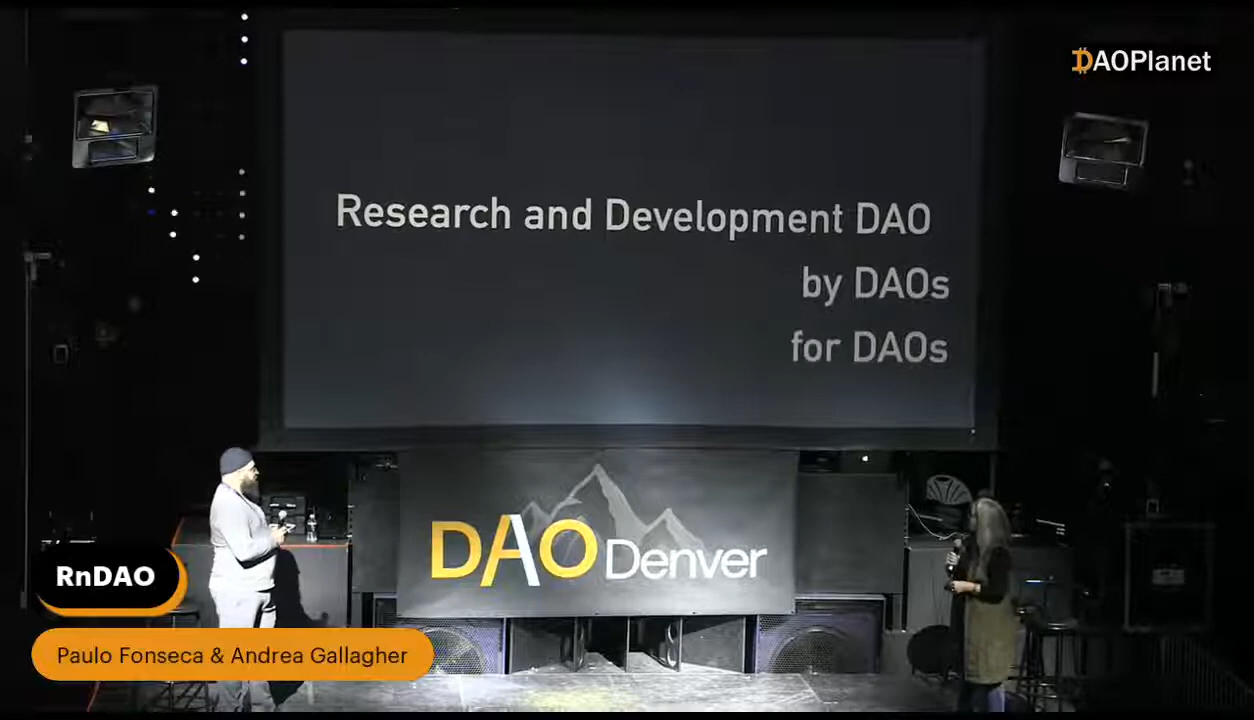 DAOPlanet
Research and Development DAO
by DAOs
for DAOs
DAO Denver
RnDAO
Paulo Fonseca & Andrea Gallagher